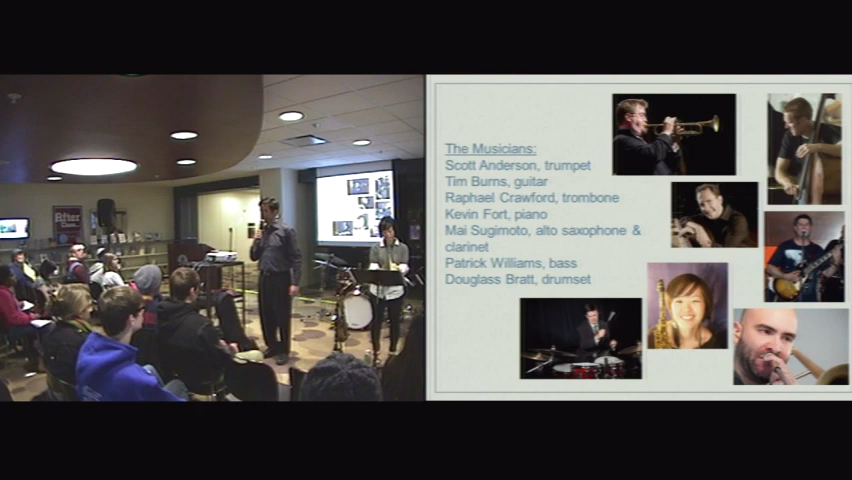 After
Class
The Musicians:
Scott Anderson, trumpet
Tim Burns, guitar
Raphael Crawford, trombone
Kevin Fort, piano
Mai Sugimoto, alto saxophone &
clarinet
Patrick Williams, bass
Douglass Bratt, drumset